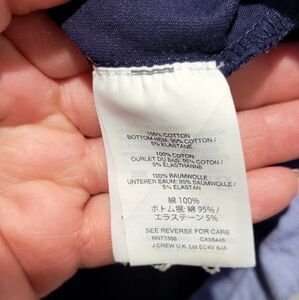 100% COTTON
BOTTOM HEM: 95% COTTON /
5% ELASTANE
100% COTON
OURLET DU BAS: 95% COTON /
5% ÉLASTHANNE
100% BAUMWOLLE
UNTERER SAUM: 95% BAUMWOLLE
/ 5% ELASTAN
綿 100%
ボトム裾: 綿 95% /
エラステーン 5%
SEE REVERSE FOR CARE
RN77388 CA58445
J.CREW U.K. Ltd EC4V 6JA